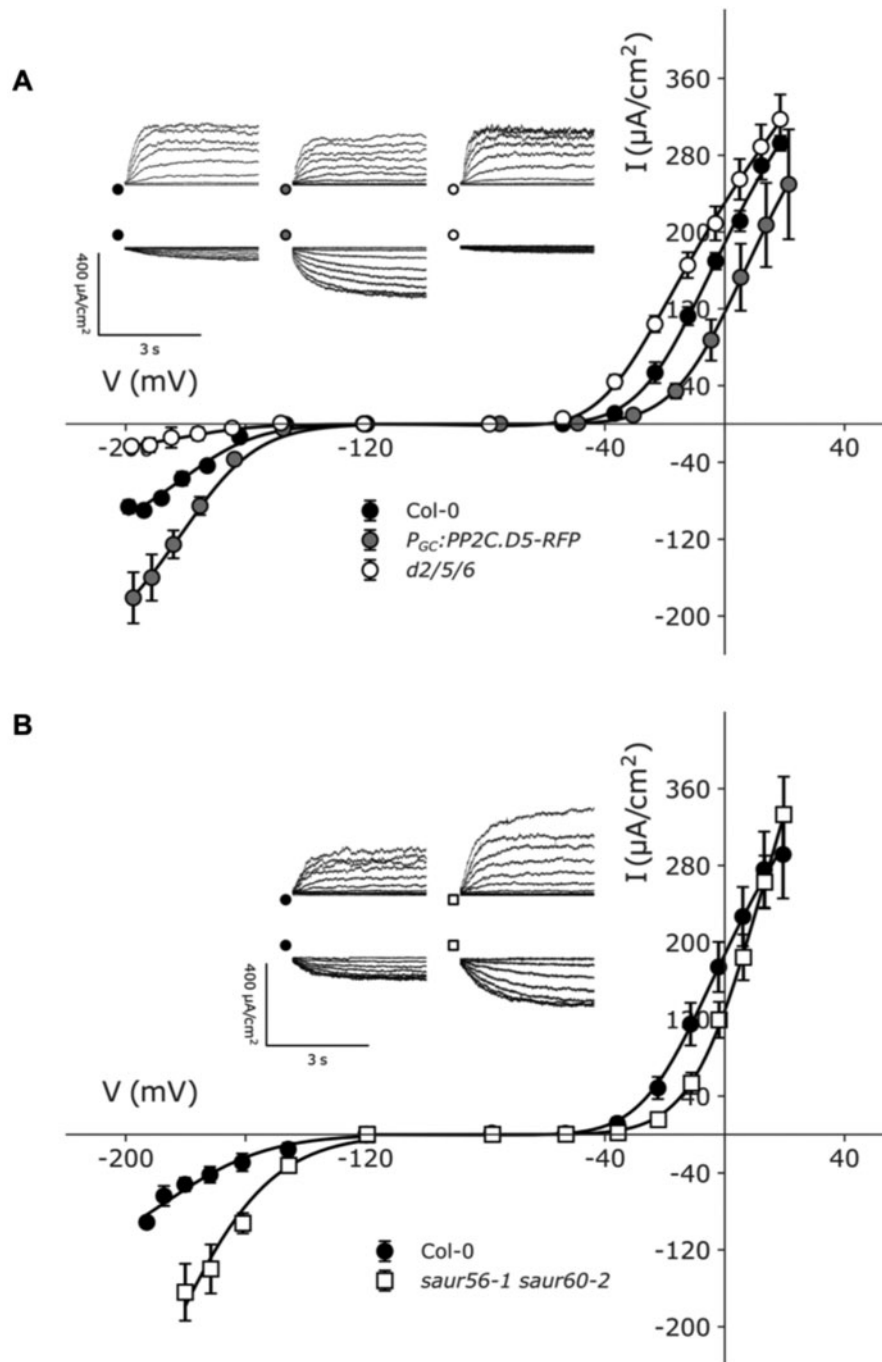 A
I (µA/cm²)
360
280
200
120
40
400 µA/cm²
3 s
V (mV)
-200
-120
-40
40
-40
-120
-200
Col-0
P_GC:PP2C.D5-RFP
d2/5/6
B
I (µA/cm²)
360
280
200
120
40
400 µA/cm²
3 s
V (mV)
-200
-120
-40
40
-40
-120
-200
Col-0
saur56-1 saur60-2